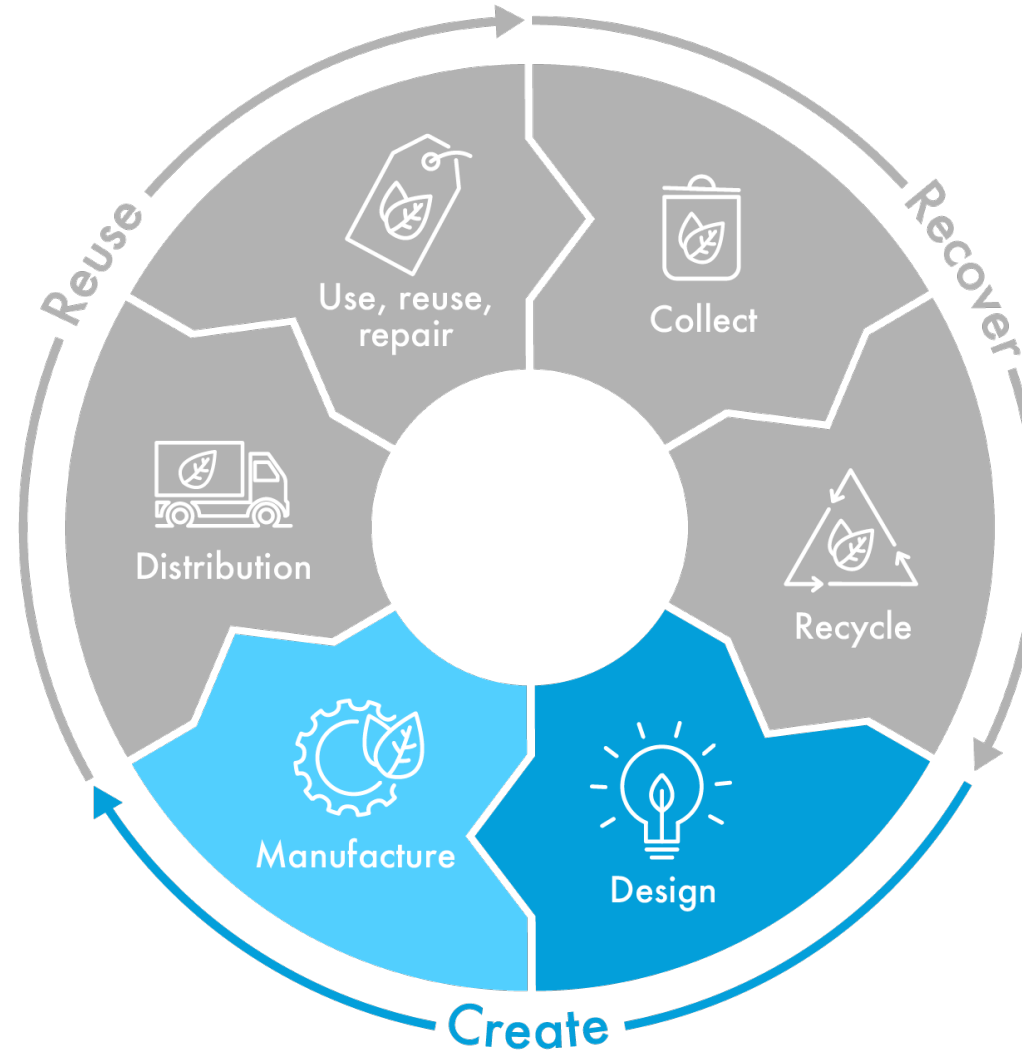 Reuse
Recover
Use, reuse,
repair
Collect
Distribution
Recycle
Manufacture
Design
Create